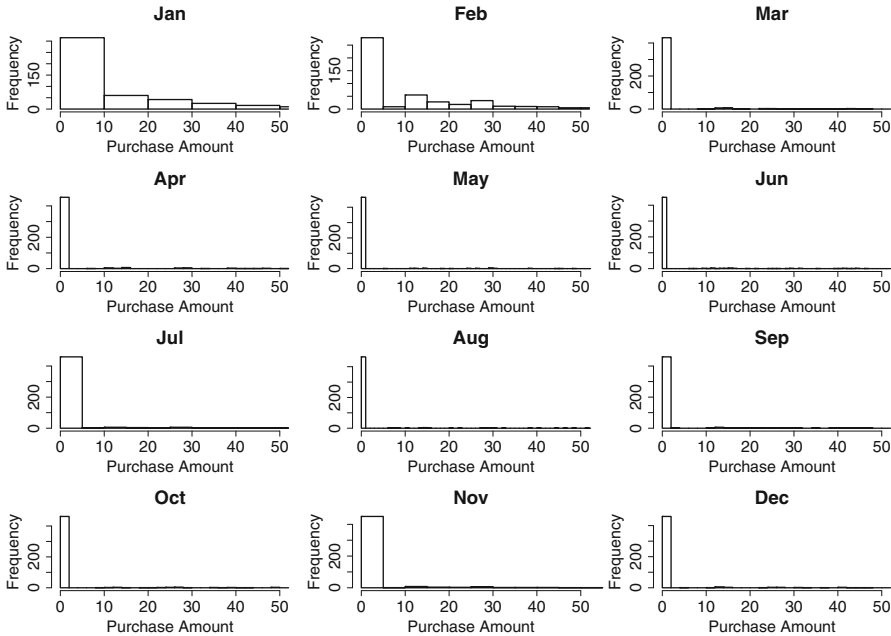 Jan Feb Mar
Frequency 0 150 Frequency 0 150 Frequency 0 200
0 10 20 30 40 50 0 10 20 30 40 50 0 10 20 30 40 50
Purchase Amount Purchase Amount Purchase Amount
Apr May Jun
Frequency 0 200 Frequency 0 200 Frequency 0 200
0 10 20 30 40 50 0 10 20 30 40 50 0 10 20 30 40 50
Purchase Amount Purchase Amount Purchase Amount
Jul Aug Sep
Frequency 0 200 Frequency 0 200 Frequency 0 200
0 10 20 30 40 50 0 10 20 30 40 50 0 10 20 30 40 50
Purchase Amount Purchase Amount Purchase Amount
Oct Nov Dec
Frequency 0 200 Frequency 0 200 Frequency 0 200
0 10 20 30 40 50 0 10 20 30 40 50 0 10 20 30 40 50
Purchase Amount Purchase Amount Purchase Amount